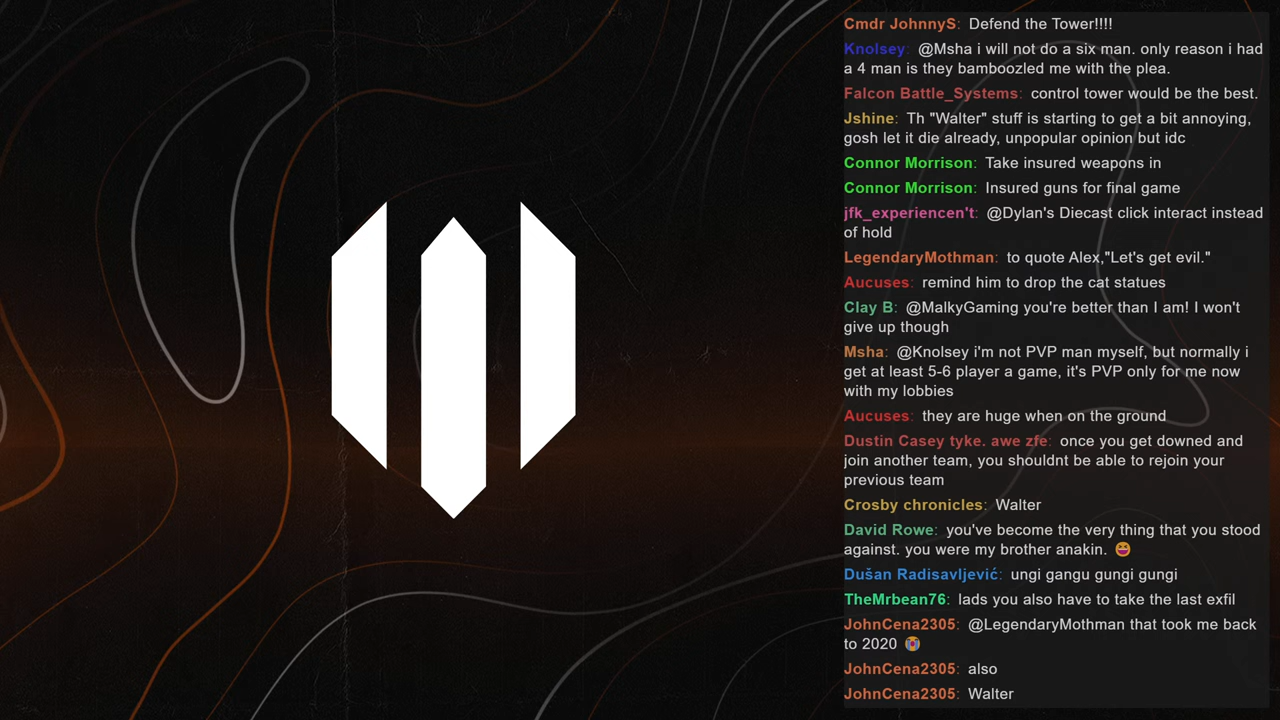 Cmdr JohnnyS: Defend the Tower!!!!
Knolsey: @Msha i will not do a six man. only reason i had
a 4 man is they bamboozled me with the plea.
Falcon Battle_Systems: control tower would be the best.
Jshine: Th "Walter" stuff is starting to get a bit annoying,
gosh let it die already, unpopular opinion but idc
Connor Morrison: Take insured weapons in
Connor Morrison: Insured guns for final game
jfk_experiencen't: @Dylan's Diecast click interact instead
of hold
LegendaryMothman: to quote Alex,"Let's get evil."
Aucuses: remind him to drop the cat statues
Clay B: @MalkyGaming you're better than I am! I won't
give up though
Msha: @Knolsey i'm not PVP man myself, but normally i
get at least 5-6 player a game, it's PVP only for me now
with my lobbies
Aucuses: they are huge when on the ground
Dustin Casey tyke. awe zfe: once you get downed and
join another team, you shouldnt be able to rejoin your
previous team
Crosby chronicles: Walter
David Rowe: you've become the very thing that you stood
against. you were my brother anakin. 😆
Dušan Radisavljević: ungi gangu gungi gungi
TheMrbean76: lads you also have to take the last exfil
JohnCena2305: @LegendaryMothman that took me back
to 2020 😭
JohnCena2305: also
JohnCena2305: Walter